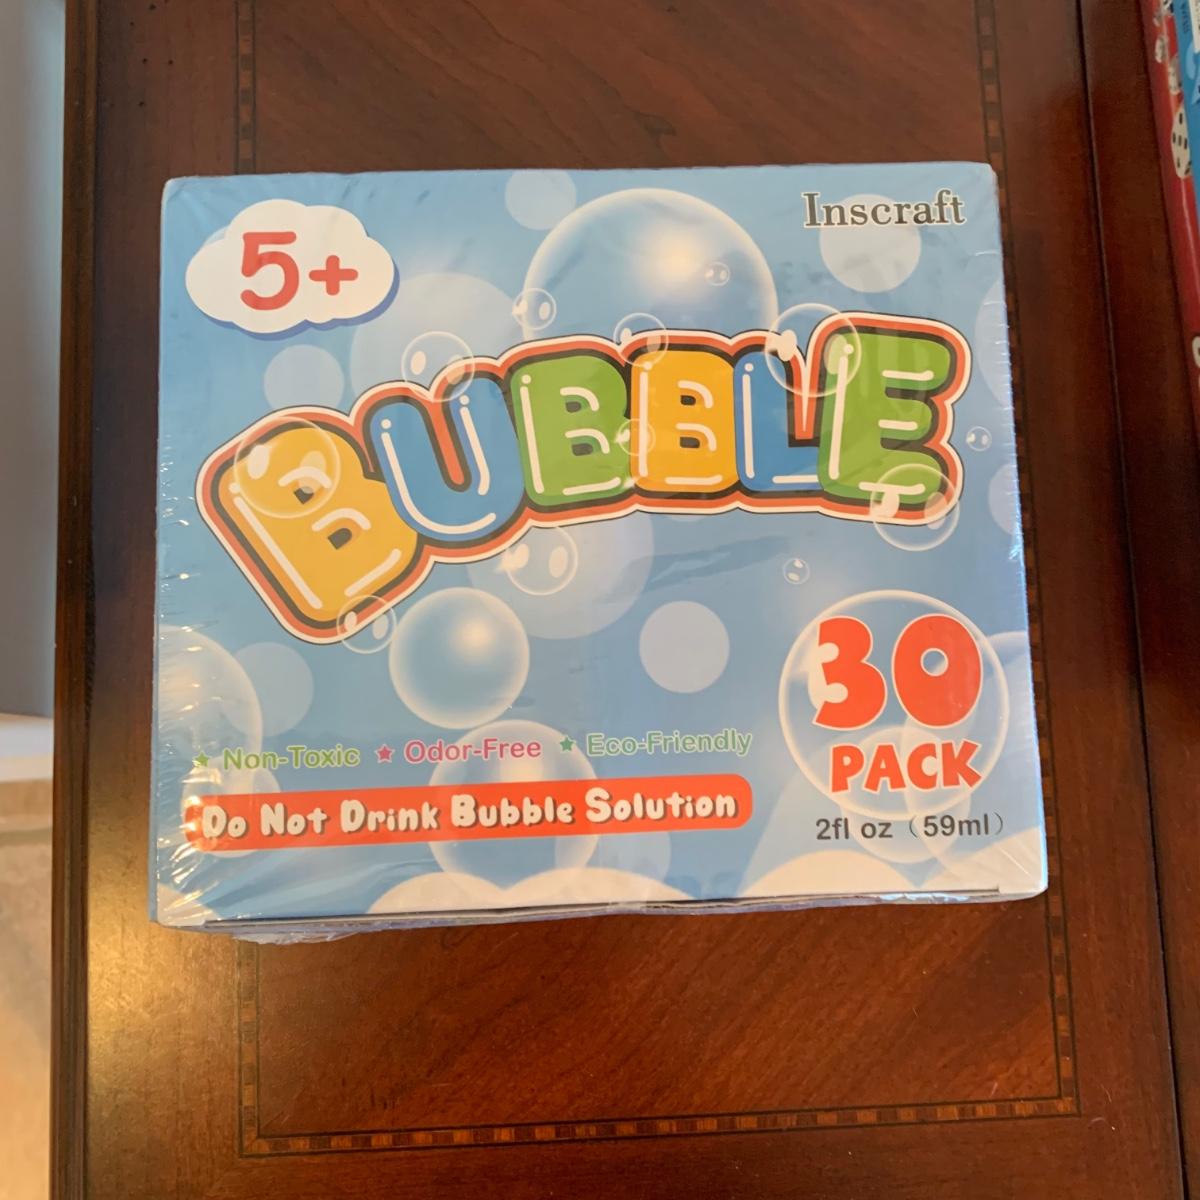 Inscraft
5+
BUBBLE
30
PACK
2fl oz（59ml）
★ Non-Toxic ★ Odor-Free ★ Eco-Friendly
Do Not Drink Bubble Solution